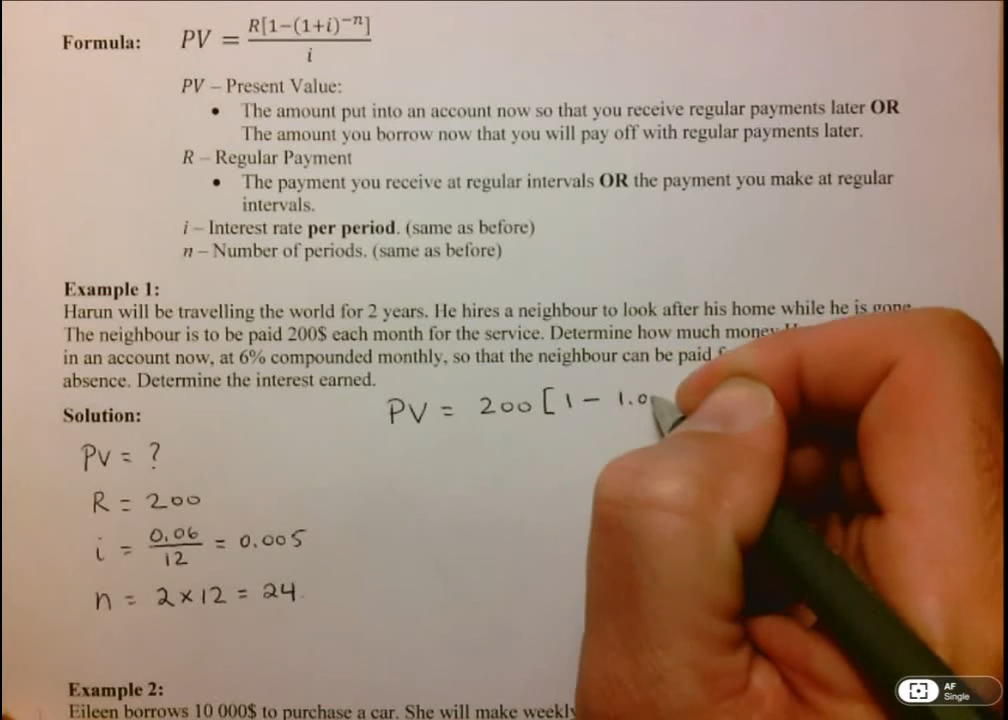 Formula: PV = R[1−(1+i)⁻ⁿ] / i
PV – Present Value:
• The amount put into an account now so that you receive regular payments later OR
The amount you borrow now that you will pay off with regular payments later.
R – Regular Payment
• The payment you receive at regular intervals OR the payment you make at regular
intervals.
i – Interest rate per period. (same as before)
n – Number of periods. (same as before)
Example 1:
Harun will be travelling the world for 2 years. He hires a neighbour to look after his home while he is gone.
The neighbour is to be paid 200$ each month for the service. Determine how much money
in an account now, at 6% compounded monthly, so that the neighbour can be paid
absence. Determine the interest earned.
Solution:
PV = 200 [1 − 1.0
PV = ?
R = 200
i = 0.06/12 = 0.005
n = 2×12 = 24
Example 2:
Eileen borrows 10 000$ to purchase a car. She will make weekly
AF
Single